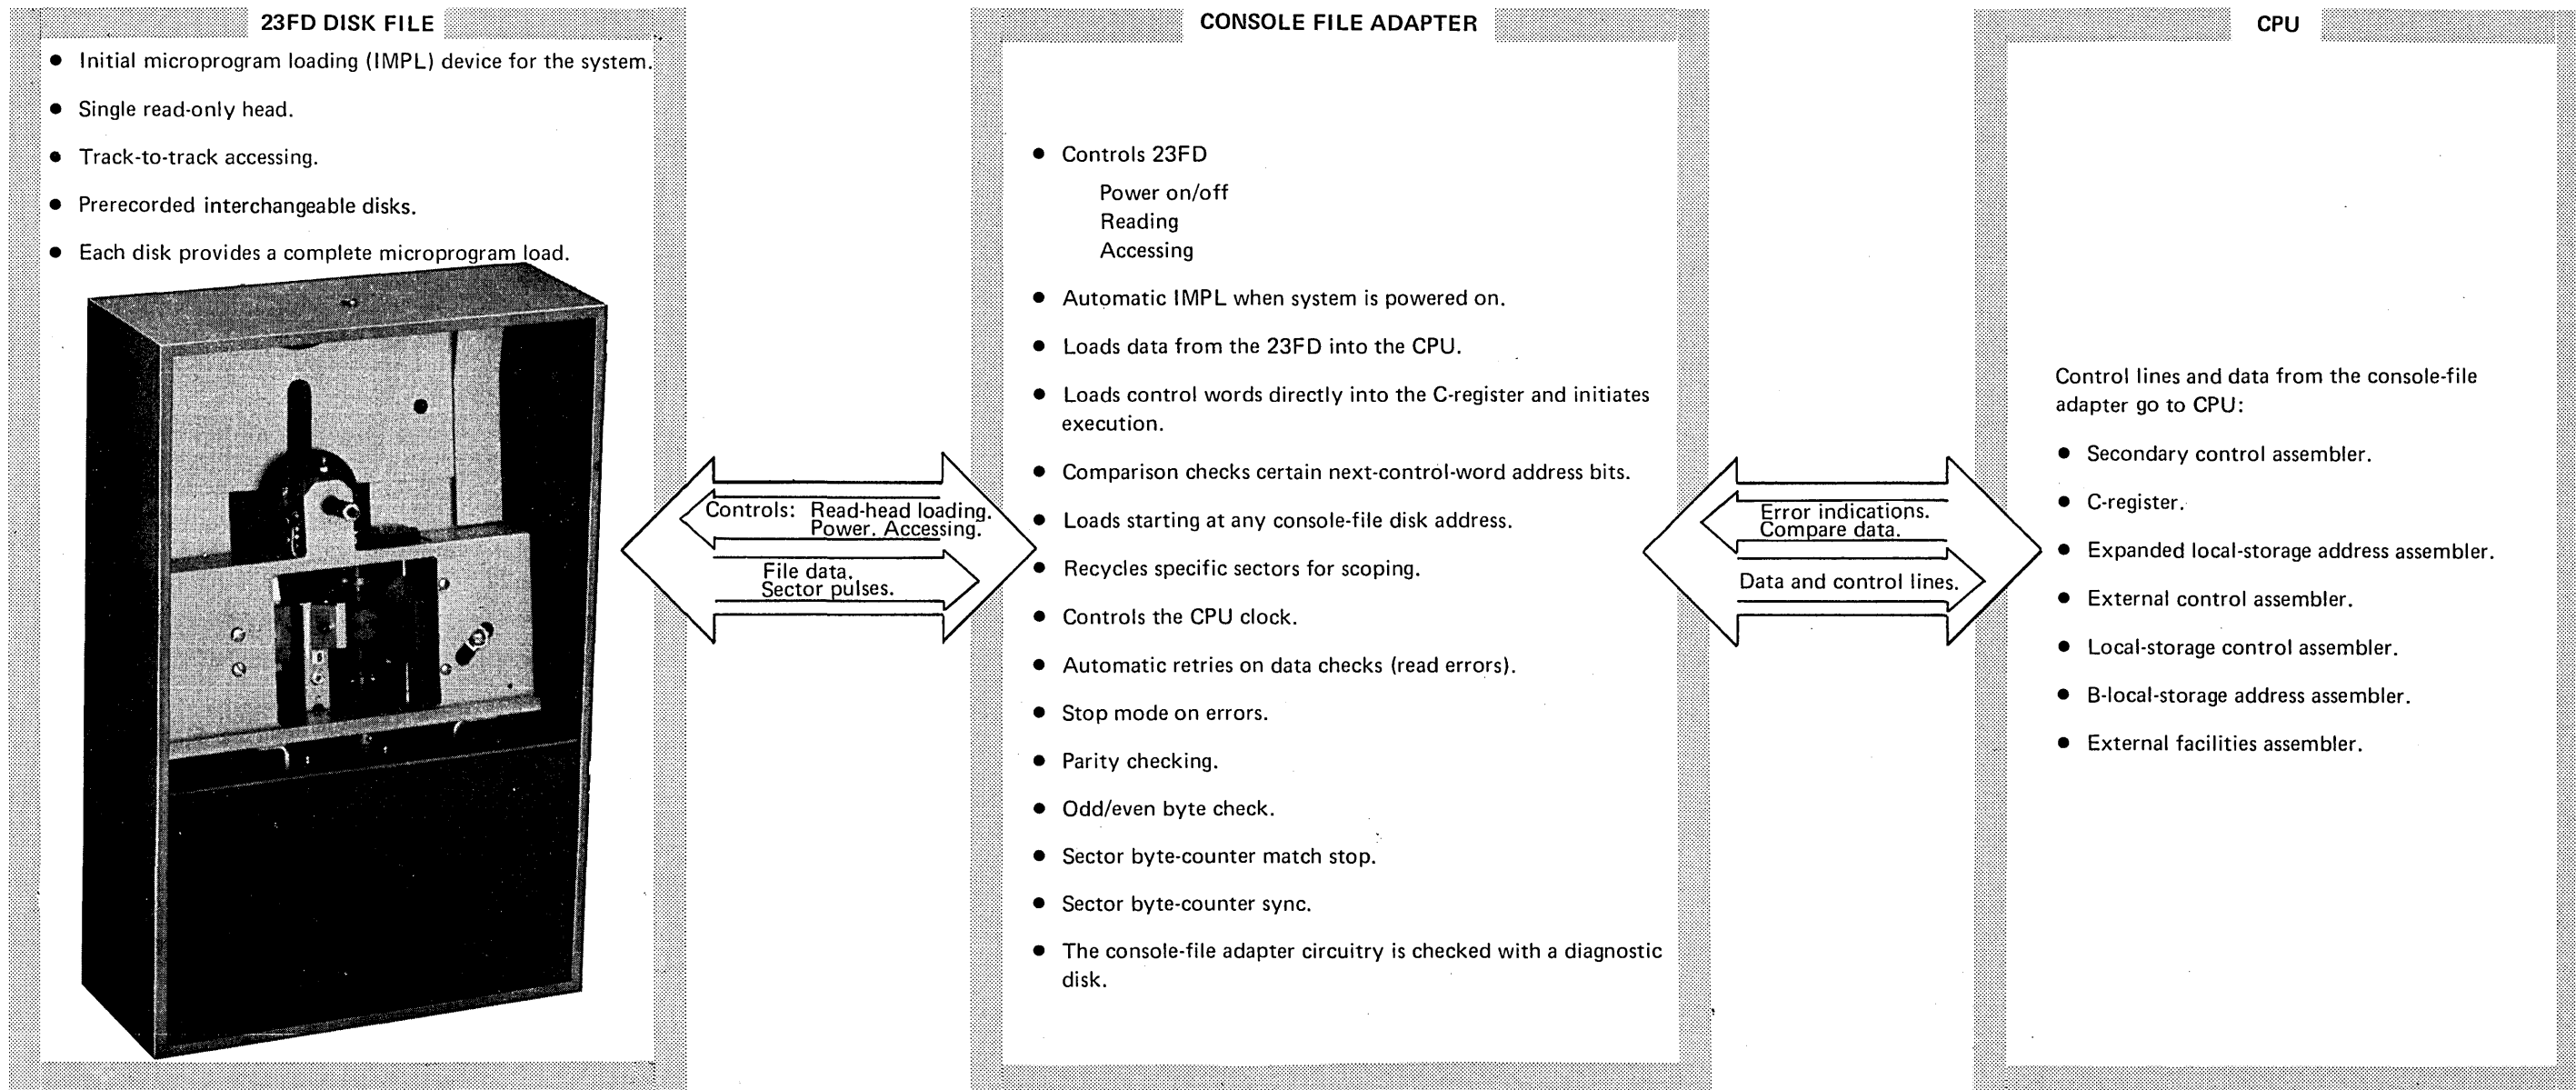 23FD DISK FILE
• Initial microprogram loading (IMPL) device for the system.
• Single read-only head.
• Track-to-track accessing.
• Prerecorded interchangeable disks.
• Each disk provides a complete microprogram load.
Controls: Read-head loading.
Power. Accessing.
File data.
Sector pulses.
CONSOLE FILE ADAPTER
• Controls 23FD
Power on/off
Reading
Accessing
• Automatic IMPL when system is powered on.
• Loads data from the 23FD into the CPU.
• Loads control words directly into the C-register and initiates
execution.
• Comparison checks certain next-control-word address bits.
• Loads starting at any console-file disk address.
• Recycles specific sectors for scoping.
• Controls the CPU clock.
• Automatic retries on data checks (read errors).
• Stop mode on errors.
• Parity checking.
• Odd/even byte check.
• Sector byte-counter match stop.
• Sector byte-counter sync.
• The console-file adapter circuitry is checked with a diagnostic
disk.
Error indications.
Compare data.
Data and control lines.
CPU
Control lines and data from the console-file
adapter go to CPU:
• Secondary control assembler.
• C-register.
• Expanded local-storage address assembler.
• External control assembler.
• Local-storage control assembler.
• B-local-storage address assembler.
• External facilities assembler.